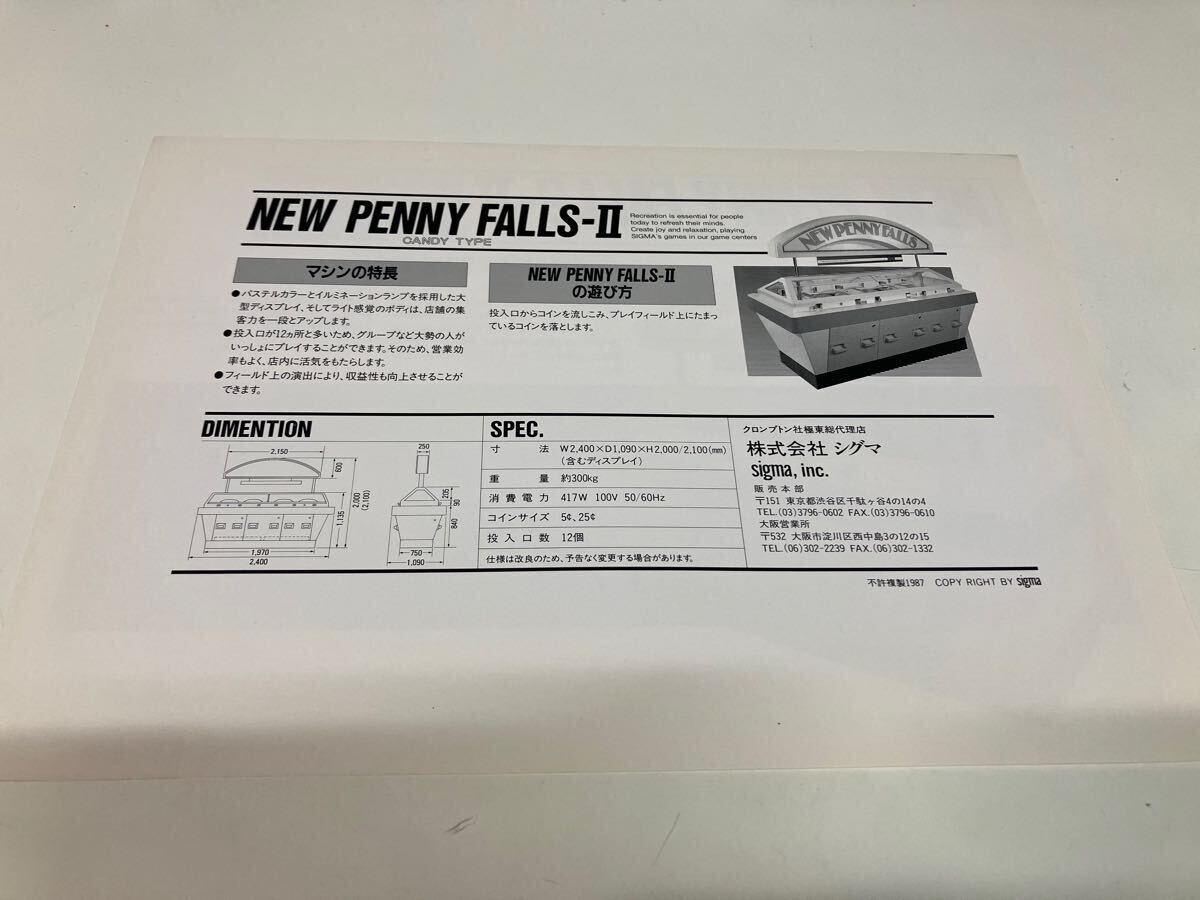 NEW PENNY FALLS-II
CANDY TYPE
Recreation is essential for people
today to refresh their minds.
Create joy and relaxation, playing
SIGMA's games in our game centers
NEW PENNY FALLS
マシンの特長
●パステルカラーとイルミネーションランプを採用した大
型ディスプレイ、そしてライト感覚のボディは、店舗の集
客力を一段とアップします。
●投入口が12ヵ所と多いため、グループなど大勢の人が
いっしょにプレイすることができます。そのため、営業効
率もよく、店内に活気をもたらします。
●フィールド上の演出により、収益性も向上させることが
できます。
NEW PENNY FALLS-II
の遊び方
投入口からコインを流しこみ、プレイフィールド上にたまっ
ているコインを落とします。
DIMENTION
2,150
600
2,000
(2,100)
1,135
1,970
2,400
250
205
90
840
750
1,090
SPEC.
寸法 W2,400×D1,090×H2,000/2,100(mm)
(含むディスプレイ)
重量 約300kg
消費電力 417W 100V 50/60Hz
コインサイズ 5¢、25¢
投入口数 12個
仕様は改良のため、予告なく変更する場合があります。
クロンプトン社極東総代理店
株式会社 シグマ
sigma, inc.
販売本部
〒151 東京都渋谷区千駄ヶ谷4の14の4
TEL.(03)3796-0602 FAX.(03)3796-0610
大阪営業所
〒532 大阪市淀川区西中島3の12の15
TEL.(06)302-2239 FAX.(06)302-1332
不許複製1987 COPY RIGHT BY sigma